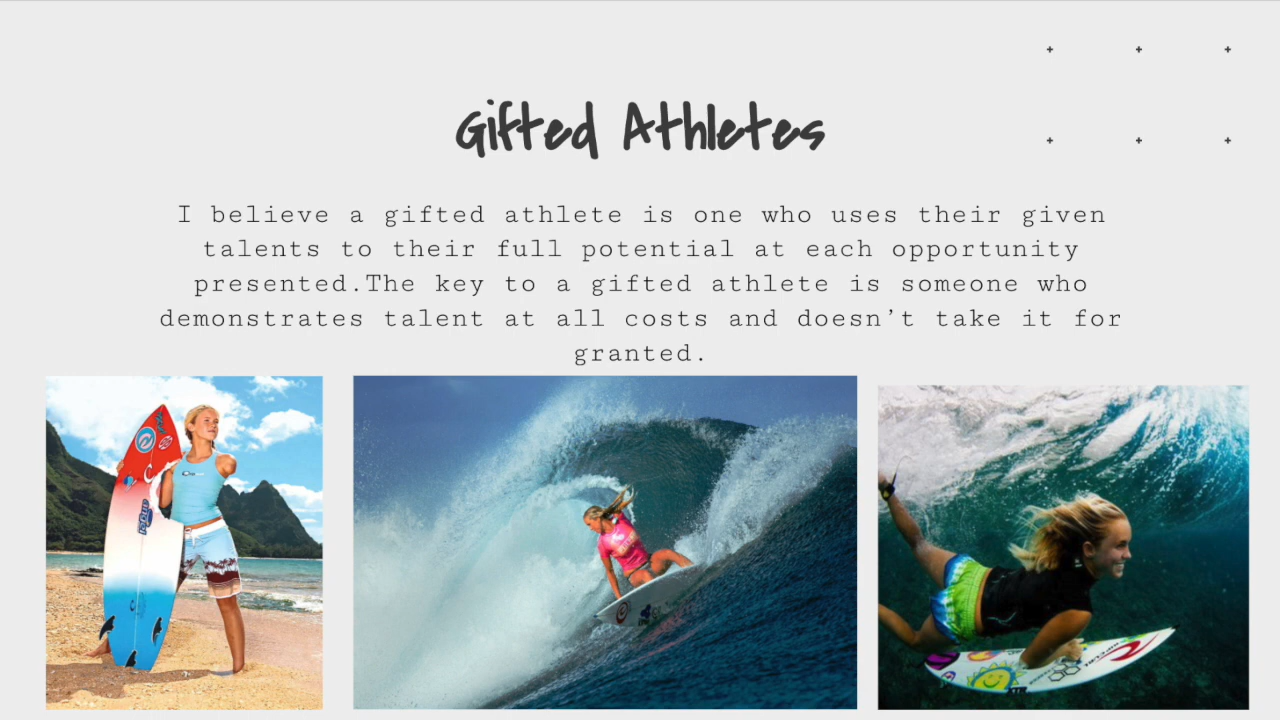 Gifted Athletes
I believe a gifted athlete is one who uses their given
talents to their full potential at each opportunity
presented.The key to a gifted athlete is someone who
demonstrates talent at all costs and doesn’t take it for
granted.